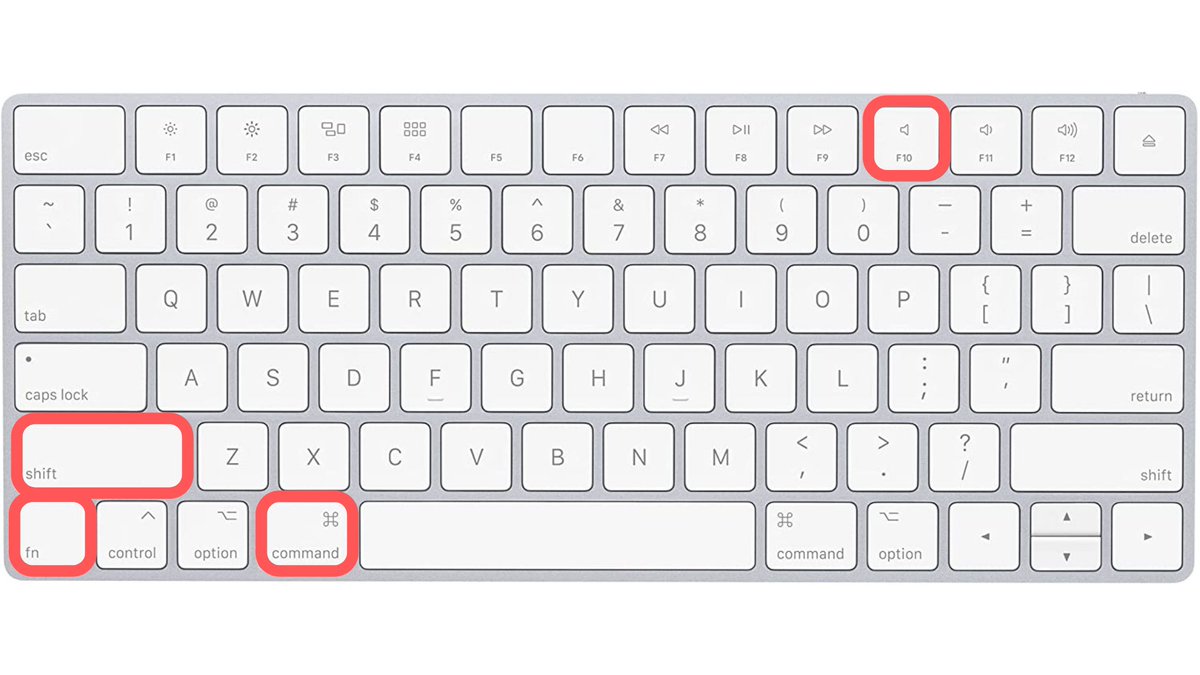 esc F1 F2 F3 F4 F5 F6 F7 F8 F9 F10 F11 F12
~ ! @ # $ % ^ & * ( ) — +
` 1 2 3 4 5 6 7 8 9 0 - = delete
tab Q W E R T Y U I O P { [ } ] | \
caps lock A S D F G H J K L : ; " ' return
shift Z X C V B N M < , > . ? / shift
fn control option command command option